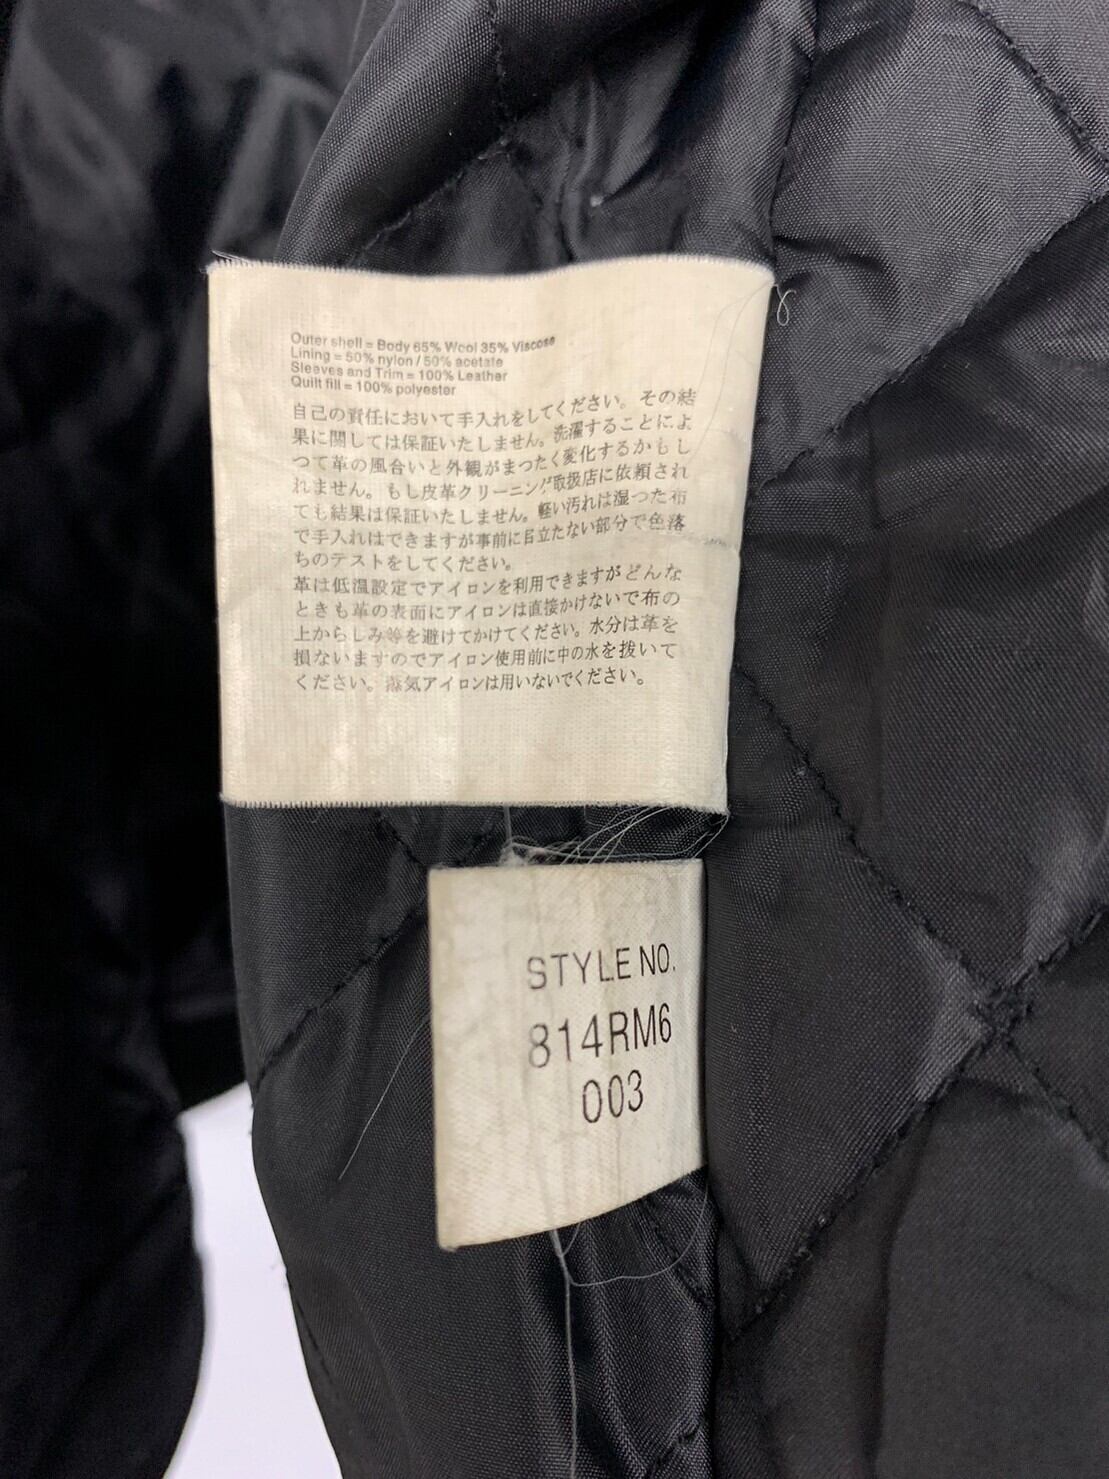 Outer shell = Body 65% Wool 35% Viscose
Lining = 50% nylon / 50% acetate
Sleeves and Trim = 100% Leather
Quilt fill = 100% polyester
自己の責任において手入れをしてください。その結
果に関しては保証いたしません。洗濯することによ
つて革の風合いと外観がまったく変化するかもし
れません。もし皮革クリーニング取扱店に依頼され
ても結果は保証いたしません。軽い汚れは湿つた布
で手入れはできますが事前に目立たない部分で色落
ちのテストをしてください。
革は低温設定でアイロンを利用できますがどんな
ときも革の表面にアイロンは直接かけないで布の
上からしみ等を避けてかけてください。水分は革を
損ないますのでアイロン使用前に中の水を抜いて
ください。蒸気アイロンは用いないでください。
STYLE NO.
814RM6
003